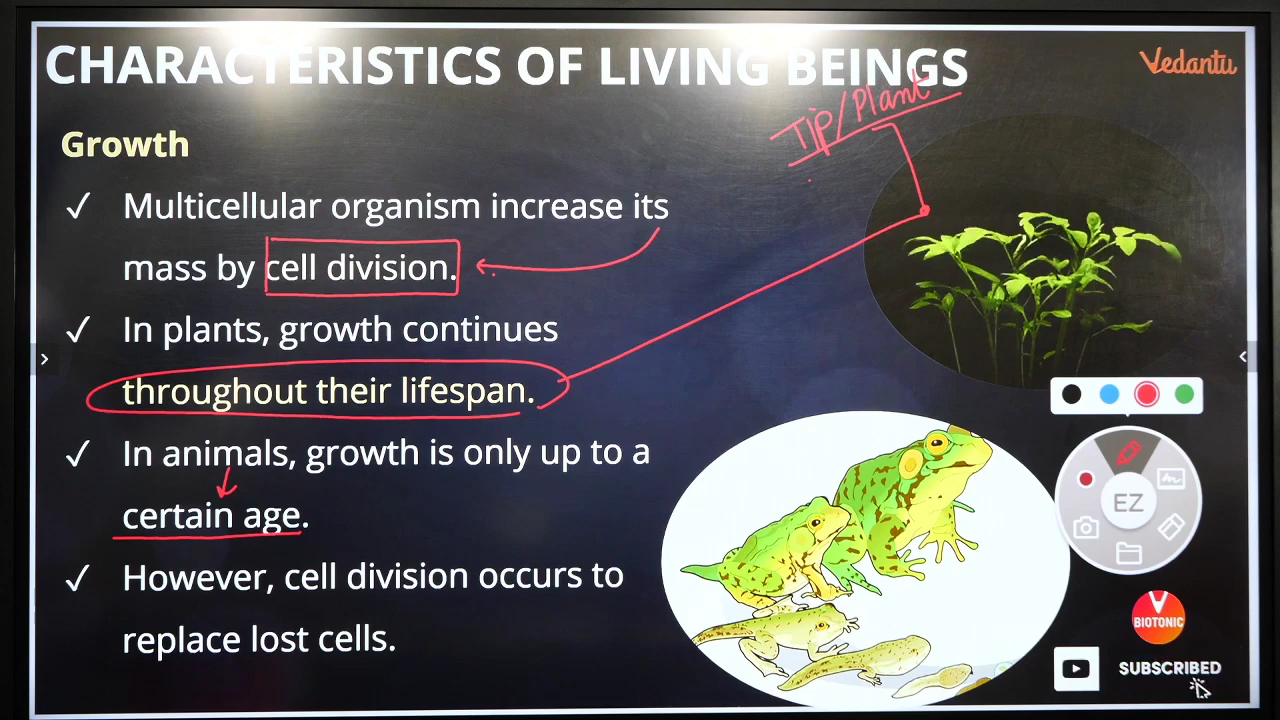 CHARACTERISTICS OF LIVING BEINGS
Vedantu
Tip/Plant
Growth
✓ Multicellular organism increase its
mass by cell division.
✓ In plants, growth continues
throughout their lifespan.
✓ In animals, growth is only up to a
certain age.
✓ However, cell division occurs to
replace lost cells.
EZ
V
BIOTONIC
SUBSCRIBED